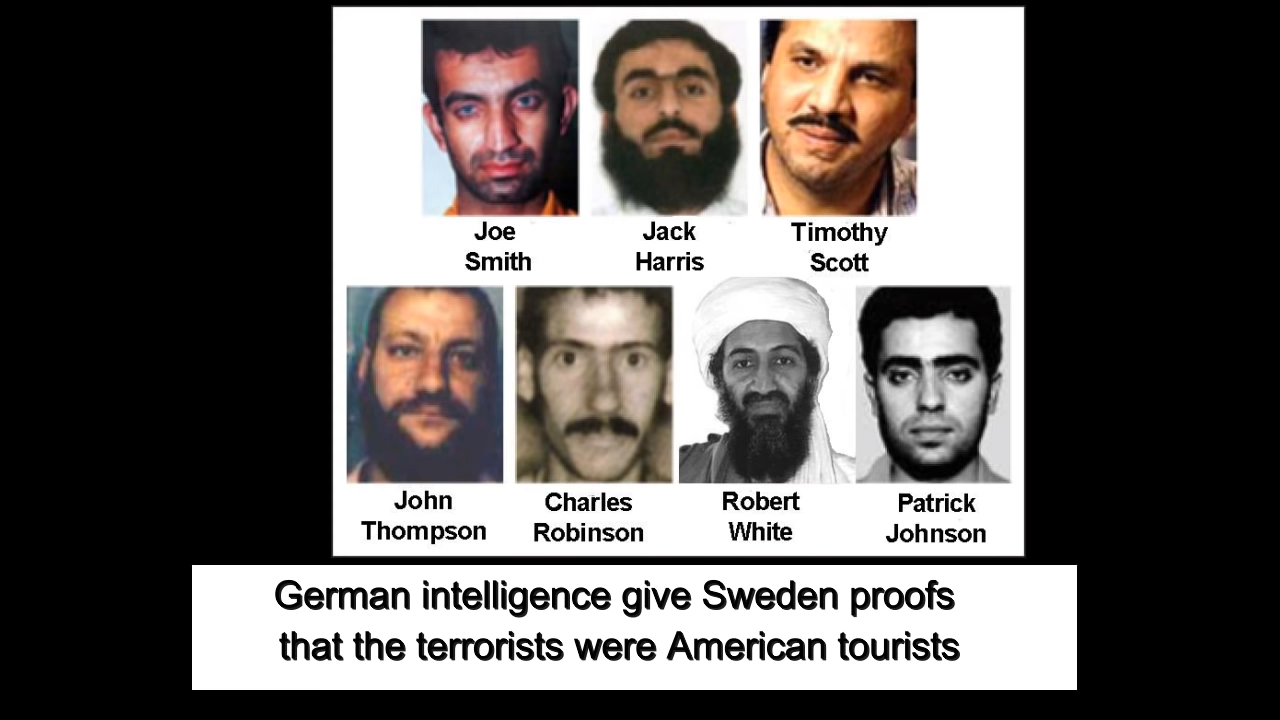 Joe
Smith
Jack
Harris
Timothy
Scott
John
Thompson
Charles
Robinson
Robert
White
Patrick
Johnson
German intelligence give Sweden proofs
that the terrorists were American tourists